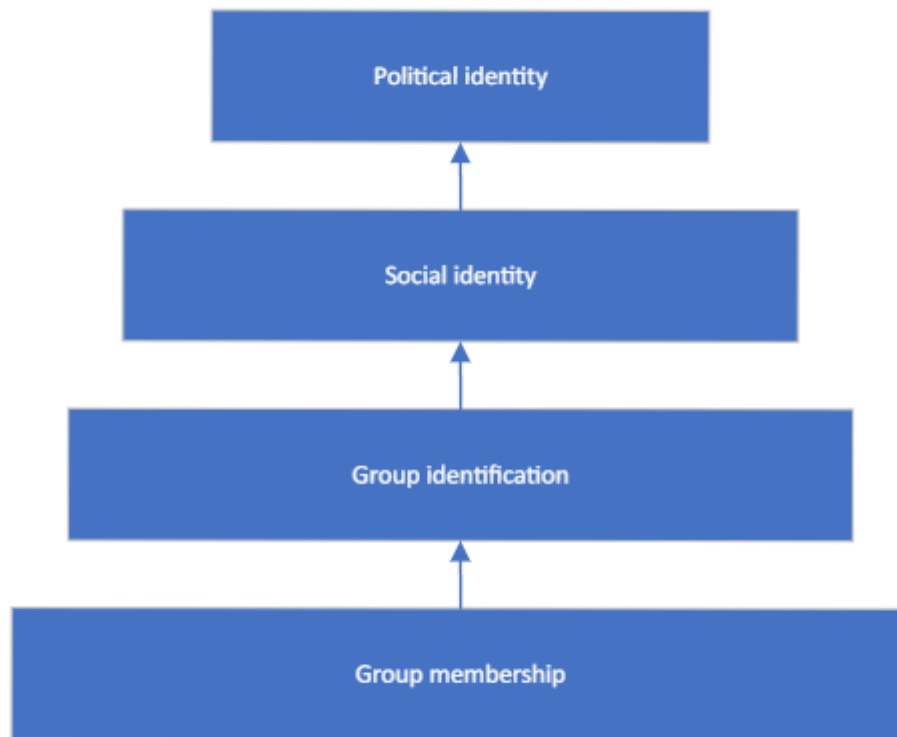 Political identity
Social identity
Group identification
Group membership